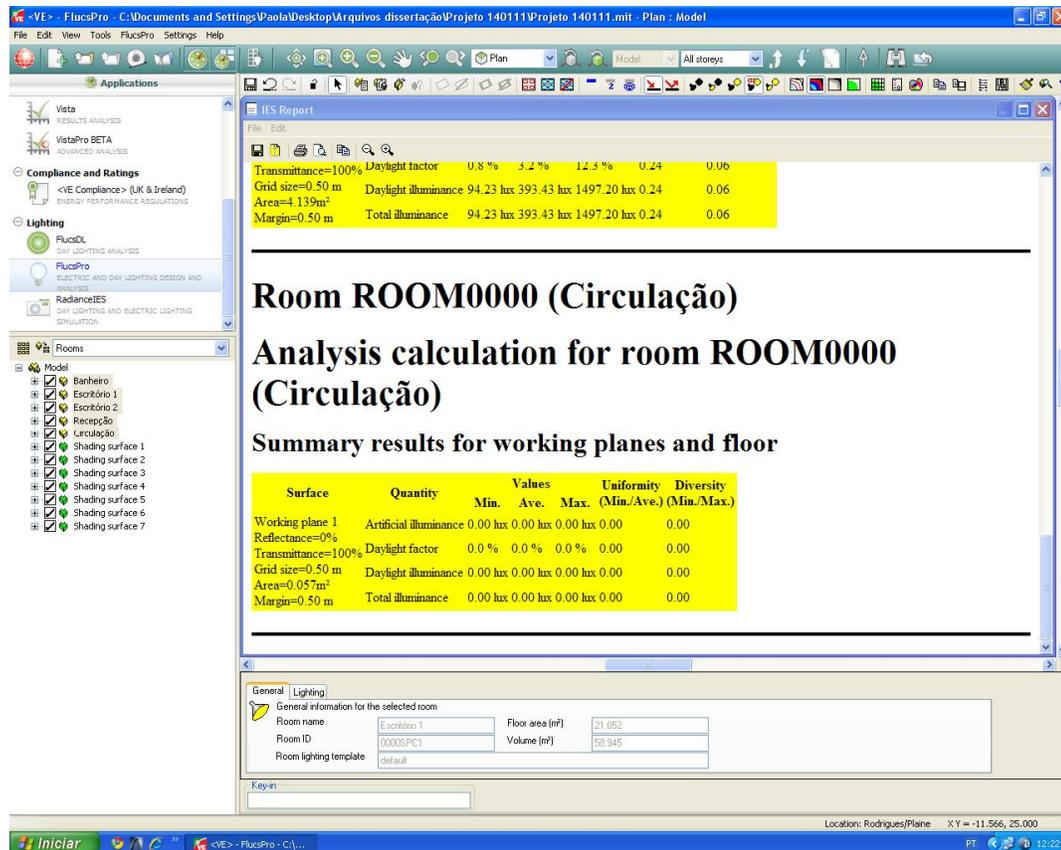 <VE> - FlucsPro - C:\Documents and Settings\Paola\Desktop\Arquivos dissertação\Projeto 140111\Projeto 140111.mit - Plan : Model
File Edit View Tools FlucsPro Settings Help
Plan
Model
All storeys
Applications
Vista
RESULTS ANALYSIS
VistaPro BETA
ADVANCED ANALYSIS
Compliance and Ratings
<VE Compliance> (UK & Ireland)
ENERGY PERFORMANCE REGULATIONS
Lighting
FlucsDL
DAY LIGHTING ANALYSIS
FlucsPro
ELECTRIC AND DAY LIGHTING DESIGN AND
ANALYSIS
RadianceIES
DAY LIGHTING AND ELECTRIC LIGHTING
SIMULATION
Rooms
Model
Banheiro
Escritório 1
Escritório 2
Recepção
Circulação
Shading surface 1
Shading surface 2
Shading surface 3
Shading surface 4
Shading surface 5
Shading surface 6
Shading surface 7
IES Report
File Edit
Transmittance=100% Daylight factor 0.8 % 3.2 % 12.3 % 0.24 0.06
Grid size=0.50 m
Daylight illuminance 94.23 lux 393.43 lux 1497.20 lux 0.24 0.06
Area=4.139m²
Margin=0.50 m Total illuminance 94.23 lux 393.43 lux 1497.20 lux 0.24 0.06
Room ROOM0000 (Circulação)
Analysis calculation for room ROOM0000
(Circulação)
Summary results for working planes and floor
Surface Quantity Values Uniformity Diversity
Min. Ave. Max. (Min./Ave.) (Min./Max.)
Working plane 1 Artificial illuminance 0.00 lux 0.00 lux 0.00 lux 0.00 0.00
Reflectance=0%
Transmittance=100% Daylight factor 0.0 % 0.0 % 0.0 % 0.00 0.00
Grid size=0.50 m Daylight illuminance 0.00 lux 0.00 lux 0.00 lux 0.00 0.00
Area=0.057m²
Margin=0.50 m Total illuminance 0.00 lux 0.00 lux 0.00 lux 0.00 0.00
General Lighting
General information for the selected room
Room name Escritório 1 Floor area (m²) 21.052
Room ID 0000SPC1 Volume (m³) 58.945
Room lighting template default
Key-in
Location: Rodrigues/Plaine X Y = -11.566, 25.000
Iniciar
<VE> - FlucsPro - C:\...
PT
12:22